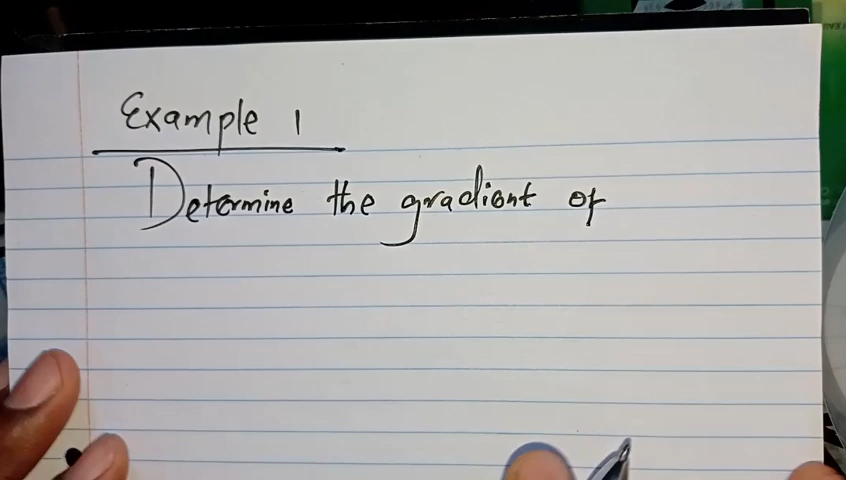 Example 1
Determine the gradient of